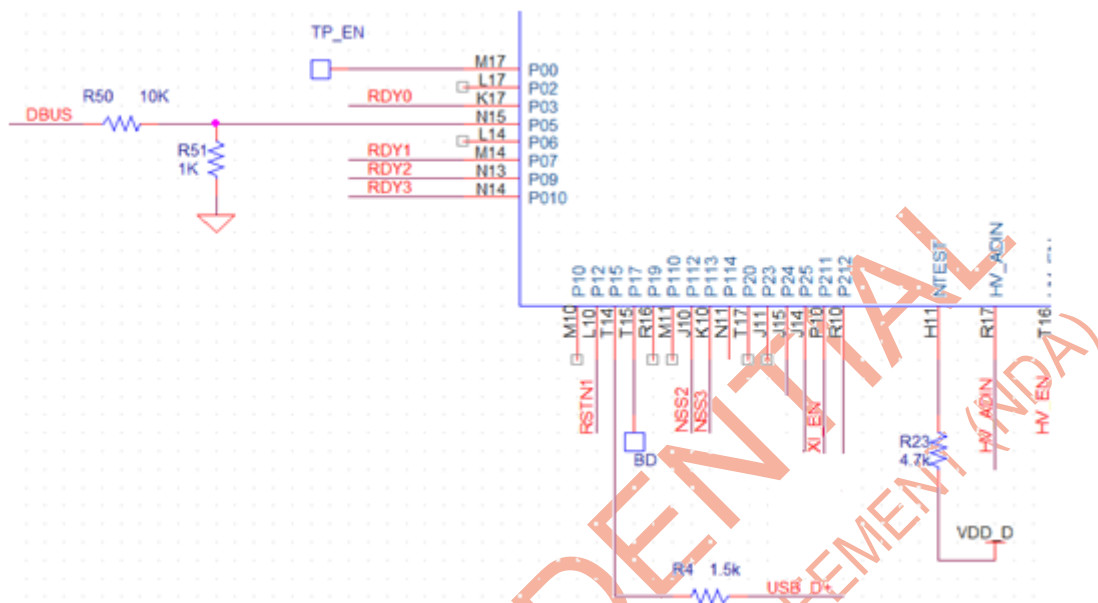 TP_EN
M17 P00
L17 P02
RDY0 K17 P03
R50 10K
DBUS N15 P05
L14 P06
R51
1K
RDY1 M14 P07
RDY2 N13 P09
RDY3 N14 P010
P10 P12 P15 P17 P19 P110 P112 P113 P114 P20 P23 P24 P25 P211 P212 NTEST HV_ADIN
M10 L10 T14 T15 R16 M11 J10 K10 N11 T17 J11 J15 J14 P10 R10 H11 R17 T16
RSTN1 NSS2 NSS3 XI_EN HV_ADIN HV_EN
BD
R23
4.7k
VDD_D
R4 1.5k USB_D+
DENTIAL
EEMENT (NDA)